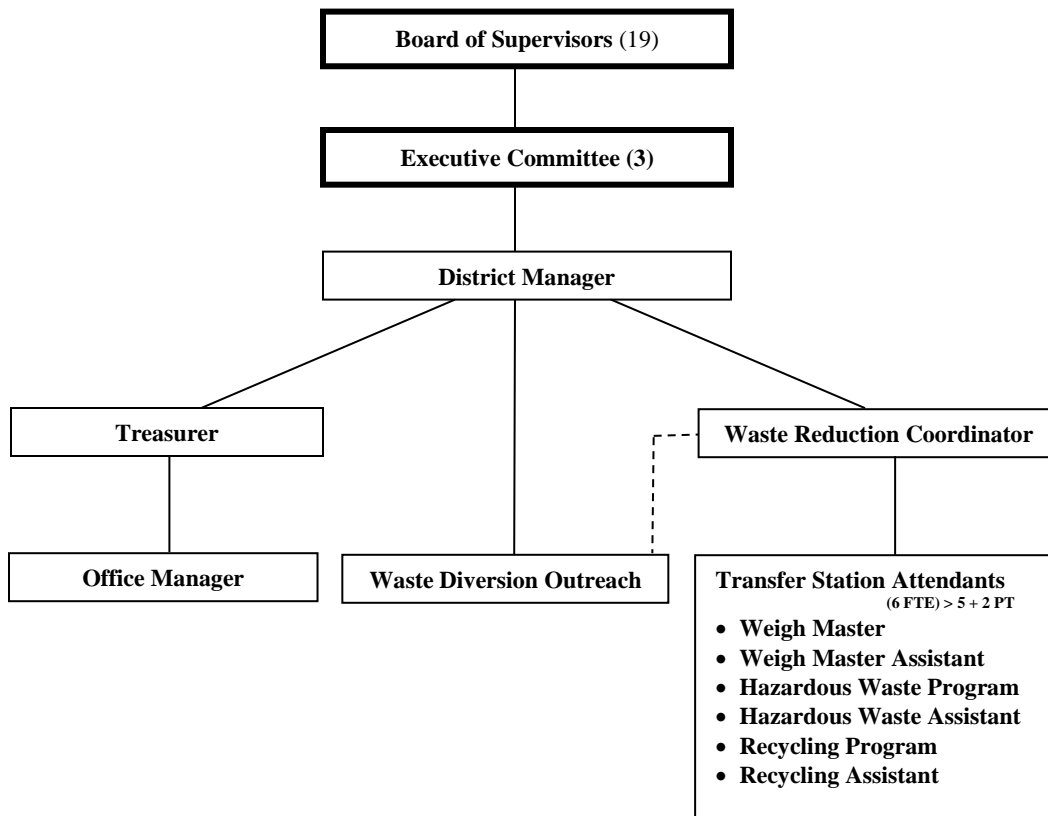 Board of Supervisors (19)
Executive Committee (3)
District Manager
Treasurer
Waste Reduction Coordinator
Office Manager
Waste Diversion Outreach
Transfer Station Attendants
(6 FTE) > 5 + 2 PT
• Weigh Master
• Weigh Master Assistant
• Hazardous Waste Program
• Hazardous Waste Assistant
• Recycling Program
• Recycling Assistant